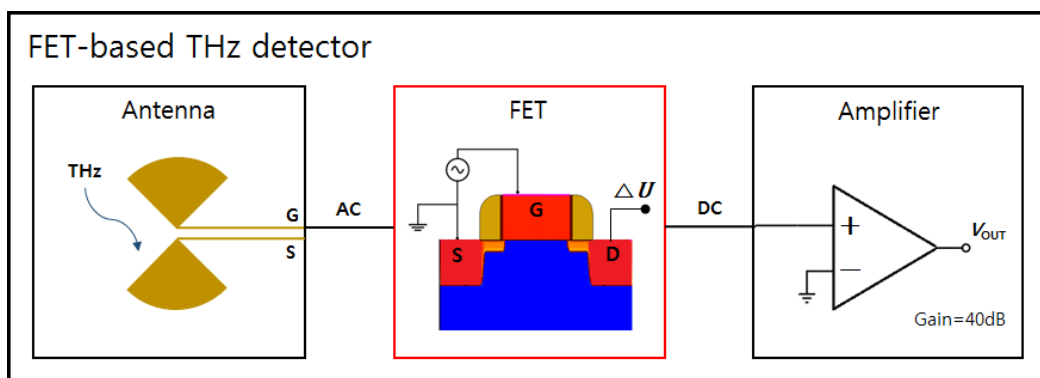 FET-based THz detector
Antenna
THz
G
S
AC
FET
△ U
G
S
D
DC
Amplifier
+
−
VOUT
Gain=40dB